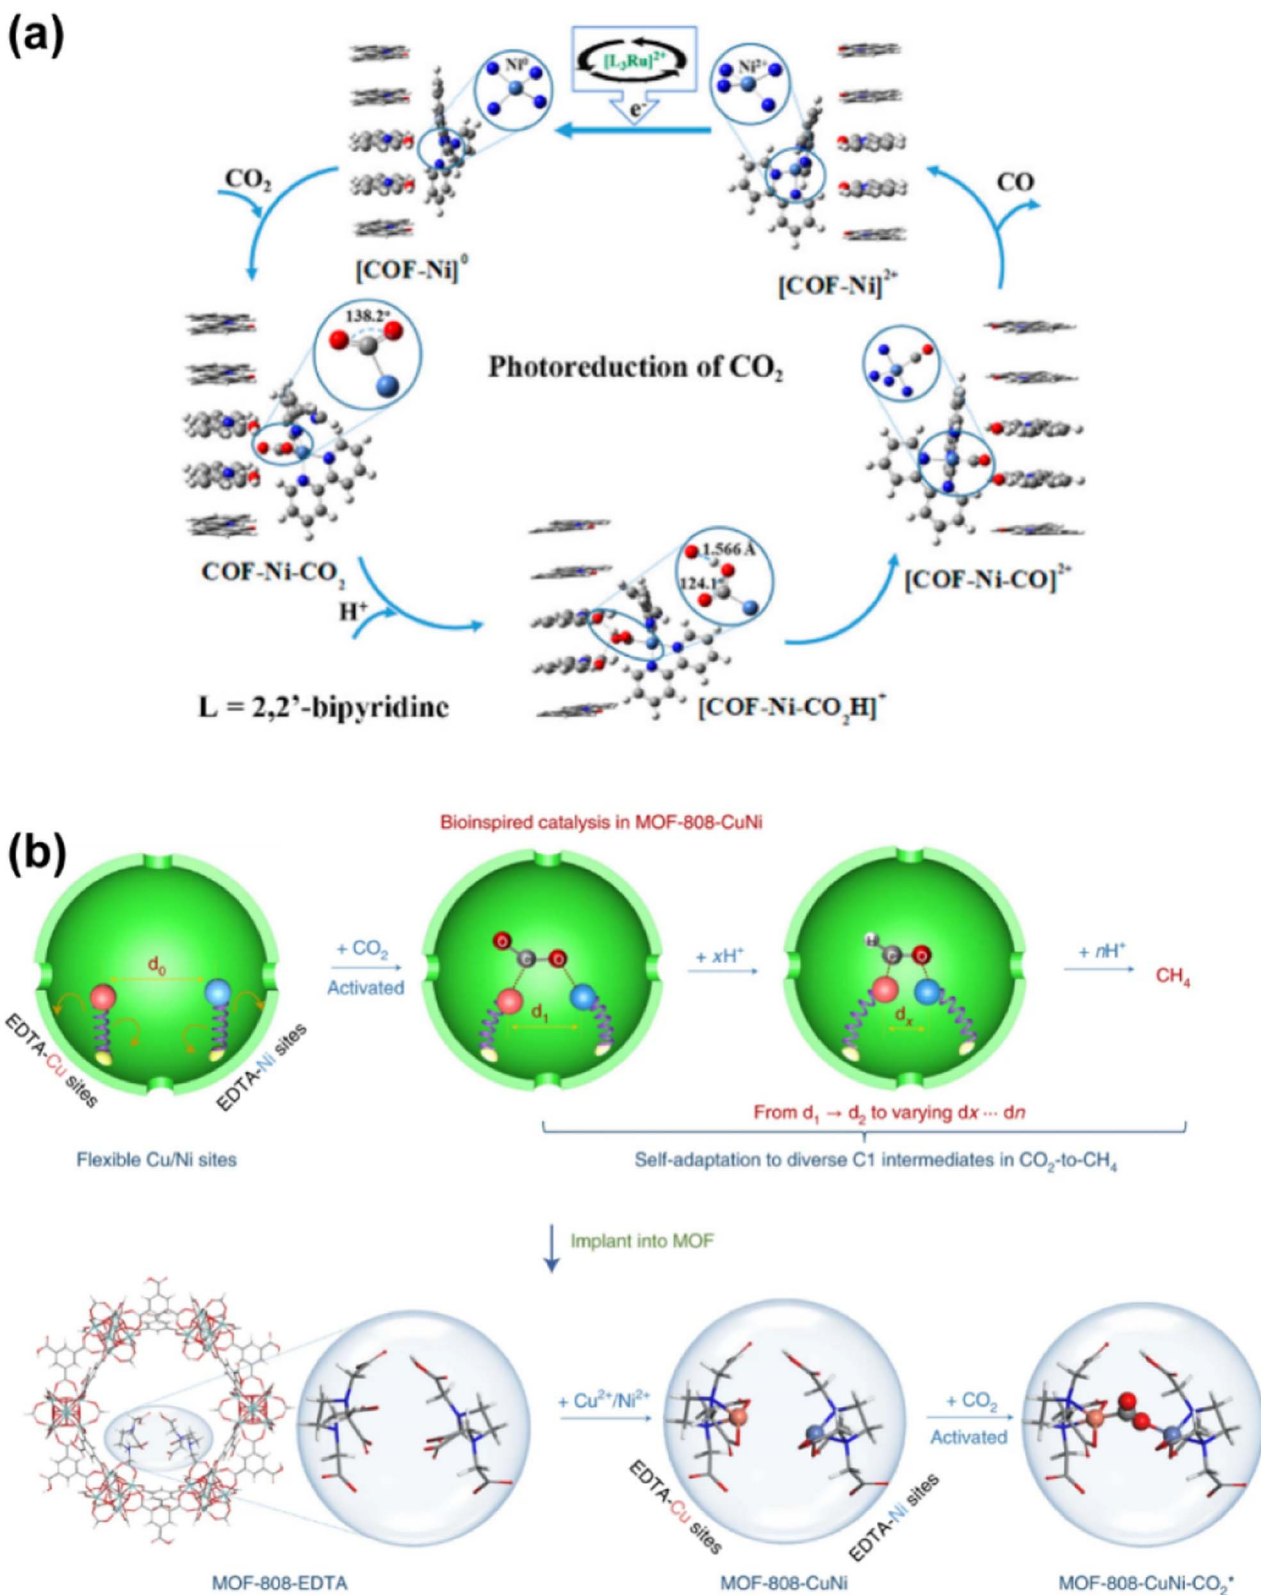 (a)
Ni⁰
[L₃Ru]²⁺
e⁻
Ni²⁺
CO₂
CO
[COF-Ni]⁰
[COF-Ni]²⁺
138.2°
Photoreduction of CO₂
COF-Ni-CO₂
H⁺
1.566 Å
124.1°
[COF-Ni-CO]²⁺
L = 2,2'-bipyridine
[COF-Ni-CO₂H]⁺
Bioinspired catalysis in MOF-808-CuNi
(b)
d₀
EDTA-Cu sites
EDTA-Ni sites
+ CO₂
Activated
O
C
O
d₁
+ xH⁺
H
C
O
dₓ
+ nH⁺
CH₄
From d₁ → d₂ to varying dx ··· dn
Flexible Cu/Ni sites
Self-adaptation to diverse C1 intermediates in CO₂-to-CH₄
Implant into MOF
+ Cu²⁺/Ni²⁺
+ CO₂
Activated
EDTA-Cu sites
EDTA-Ni sites
MOF-808-EDTA
MOF-808-CuNi
MOF-808-CuNi-CO₂*